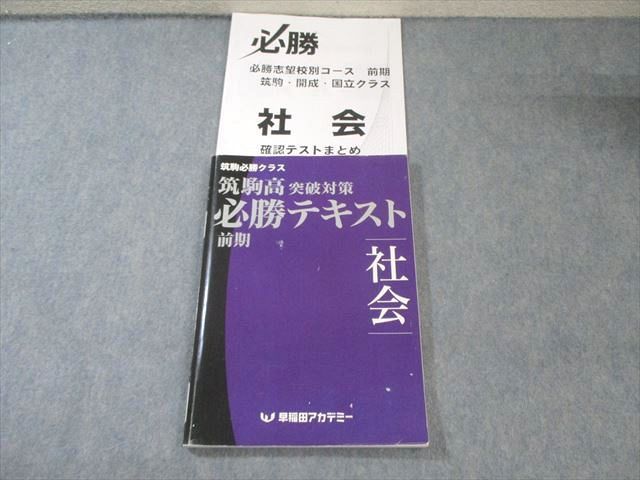 必勝
必勝志望校別コース 前期
筑駒・開成・国立クラス
社 会
確認テストまとめ
筑駒必勝クラス
筑駒高 突破対策
必勝テキスト
前期
社会
早稲田アカデミー